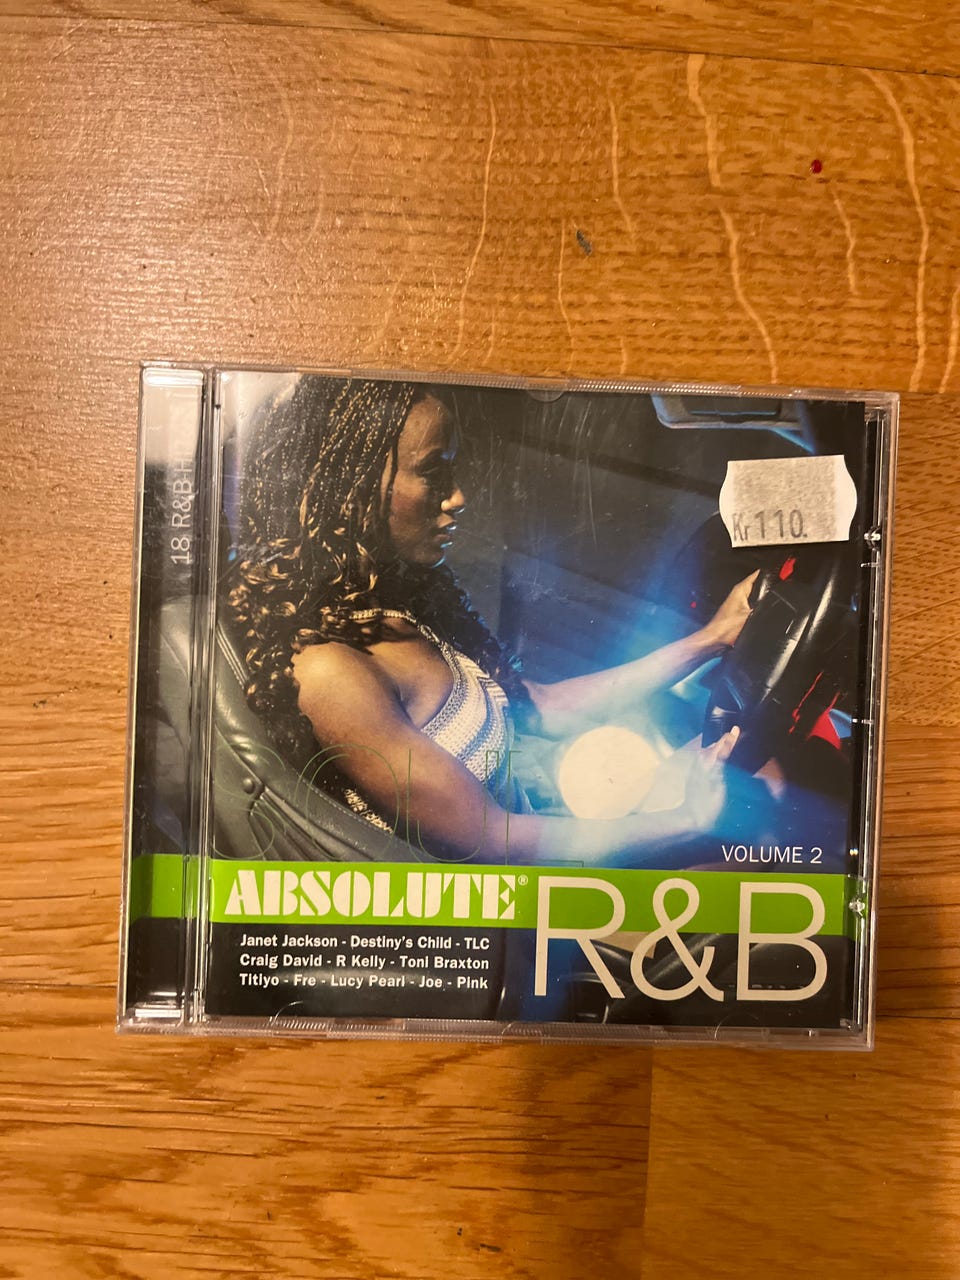 18 R&B-HITS!
Kr 110.
SOUL
VOLUME 2
ABSOLUTE® R&B
Janet Jackson - Destiny's Child - TLC
Craig David - R Kelly - Toni Braxton
Titiyo - Fre - Lucy Pearl - Joe - Pink